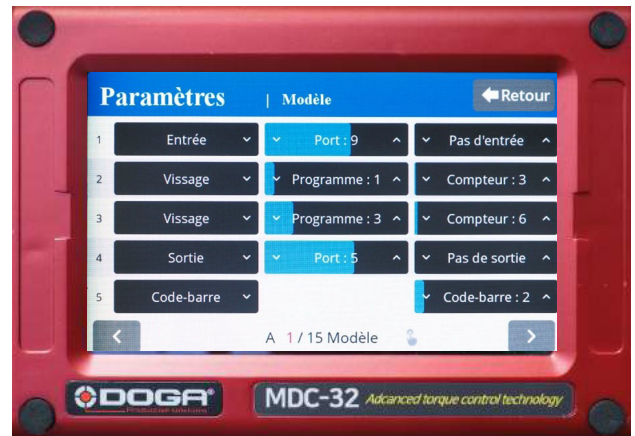 Paramètres | Modèle Retour
1 Entrée Port : 9 Pas d'entrée
2 Vissage Programme : 1 Compteur : 3
3 Vissage Programme : 3 Compteur : 6
4 Sortie Port : 5 Pas de sortie
5 Code-barre Code-barre : 2
A 1 / 15 Modèle
DOGA® MDC-32 Adcanced torque control technology
Productive solutions